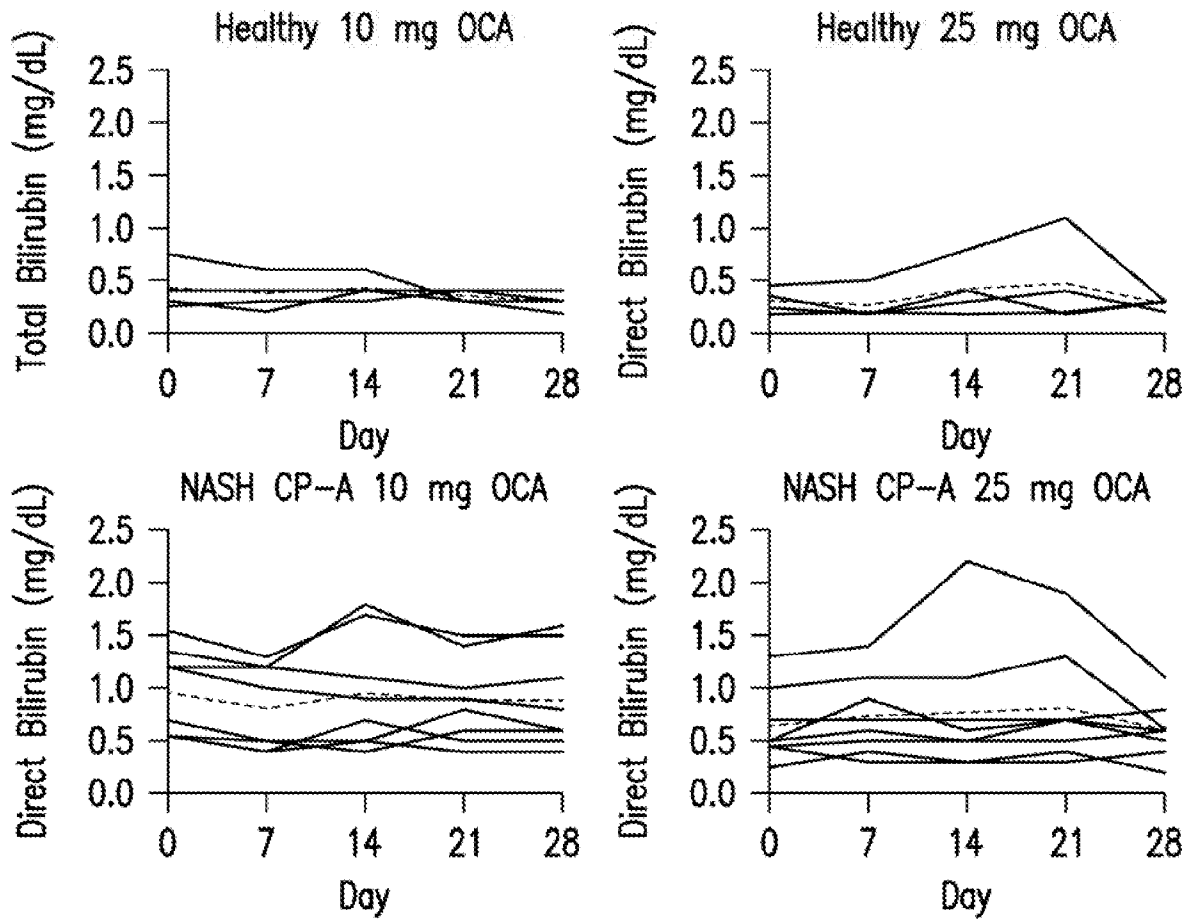 Healthy 10 mg OCA
Total Bilirubin (mg/dL)
2.5
2.0
1.5
1.0
0.5
0.0
0 7 14 21 28
Day
Healthy 25 mg OCA
Direct Bilirubin (mg/dL)
2.5
2.0
1.5
1.0
0.5
0.0
0 7 14 21 28
Day
NASH CP-A 10 mg OCA
Direct Bilirubin (mg/dL)
2.5
2.0
1.5
1.0
0.5
0.0
0 7 14 21 28
Day
NASH CP-A 25 mg OCA
Direct Bilirubin (mg/dL)
2.5
2.0
1.5
1.0
0.5
0.0
0 7 14 21 28
Day